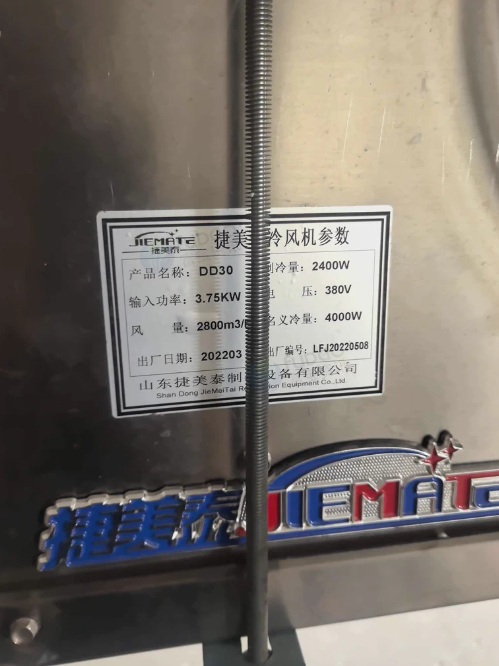 JIEMATE
捷美泰
捷美 冷风机参数
产品名称: DD30 制冷量: 2400W
输入功率: 3.75KW 电 压: 380V
风 量: 2800m3/ 名义冷量: 4000W
出厂日期: 202203 出厂编号: LFJ20220508
山东捷美泰制 设备有限公司
Shan Dong JieMeiTai Re ion Equipment Co.,Ltd.
捷美泰 JIEMATE